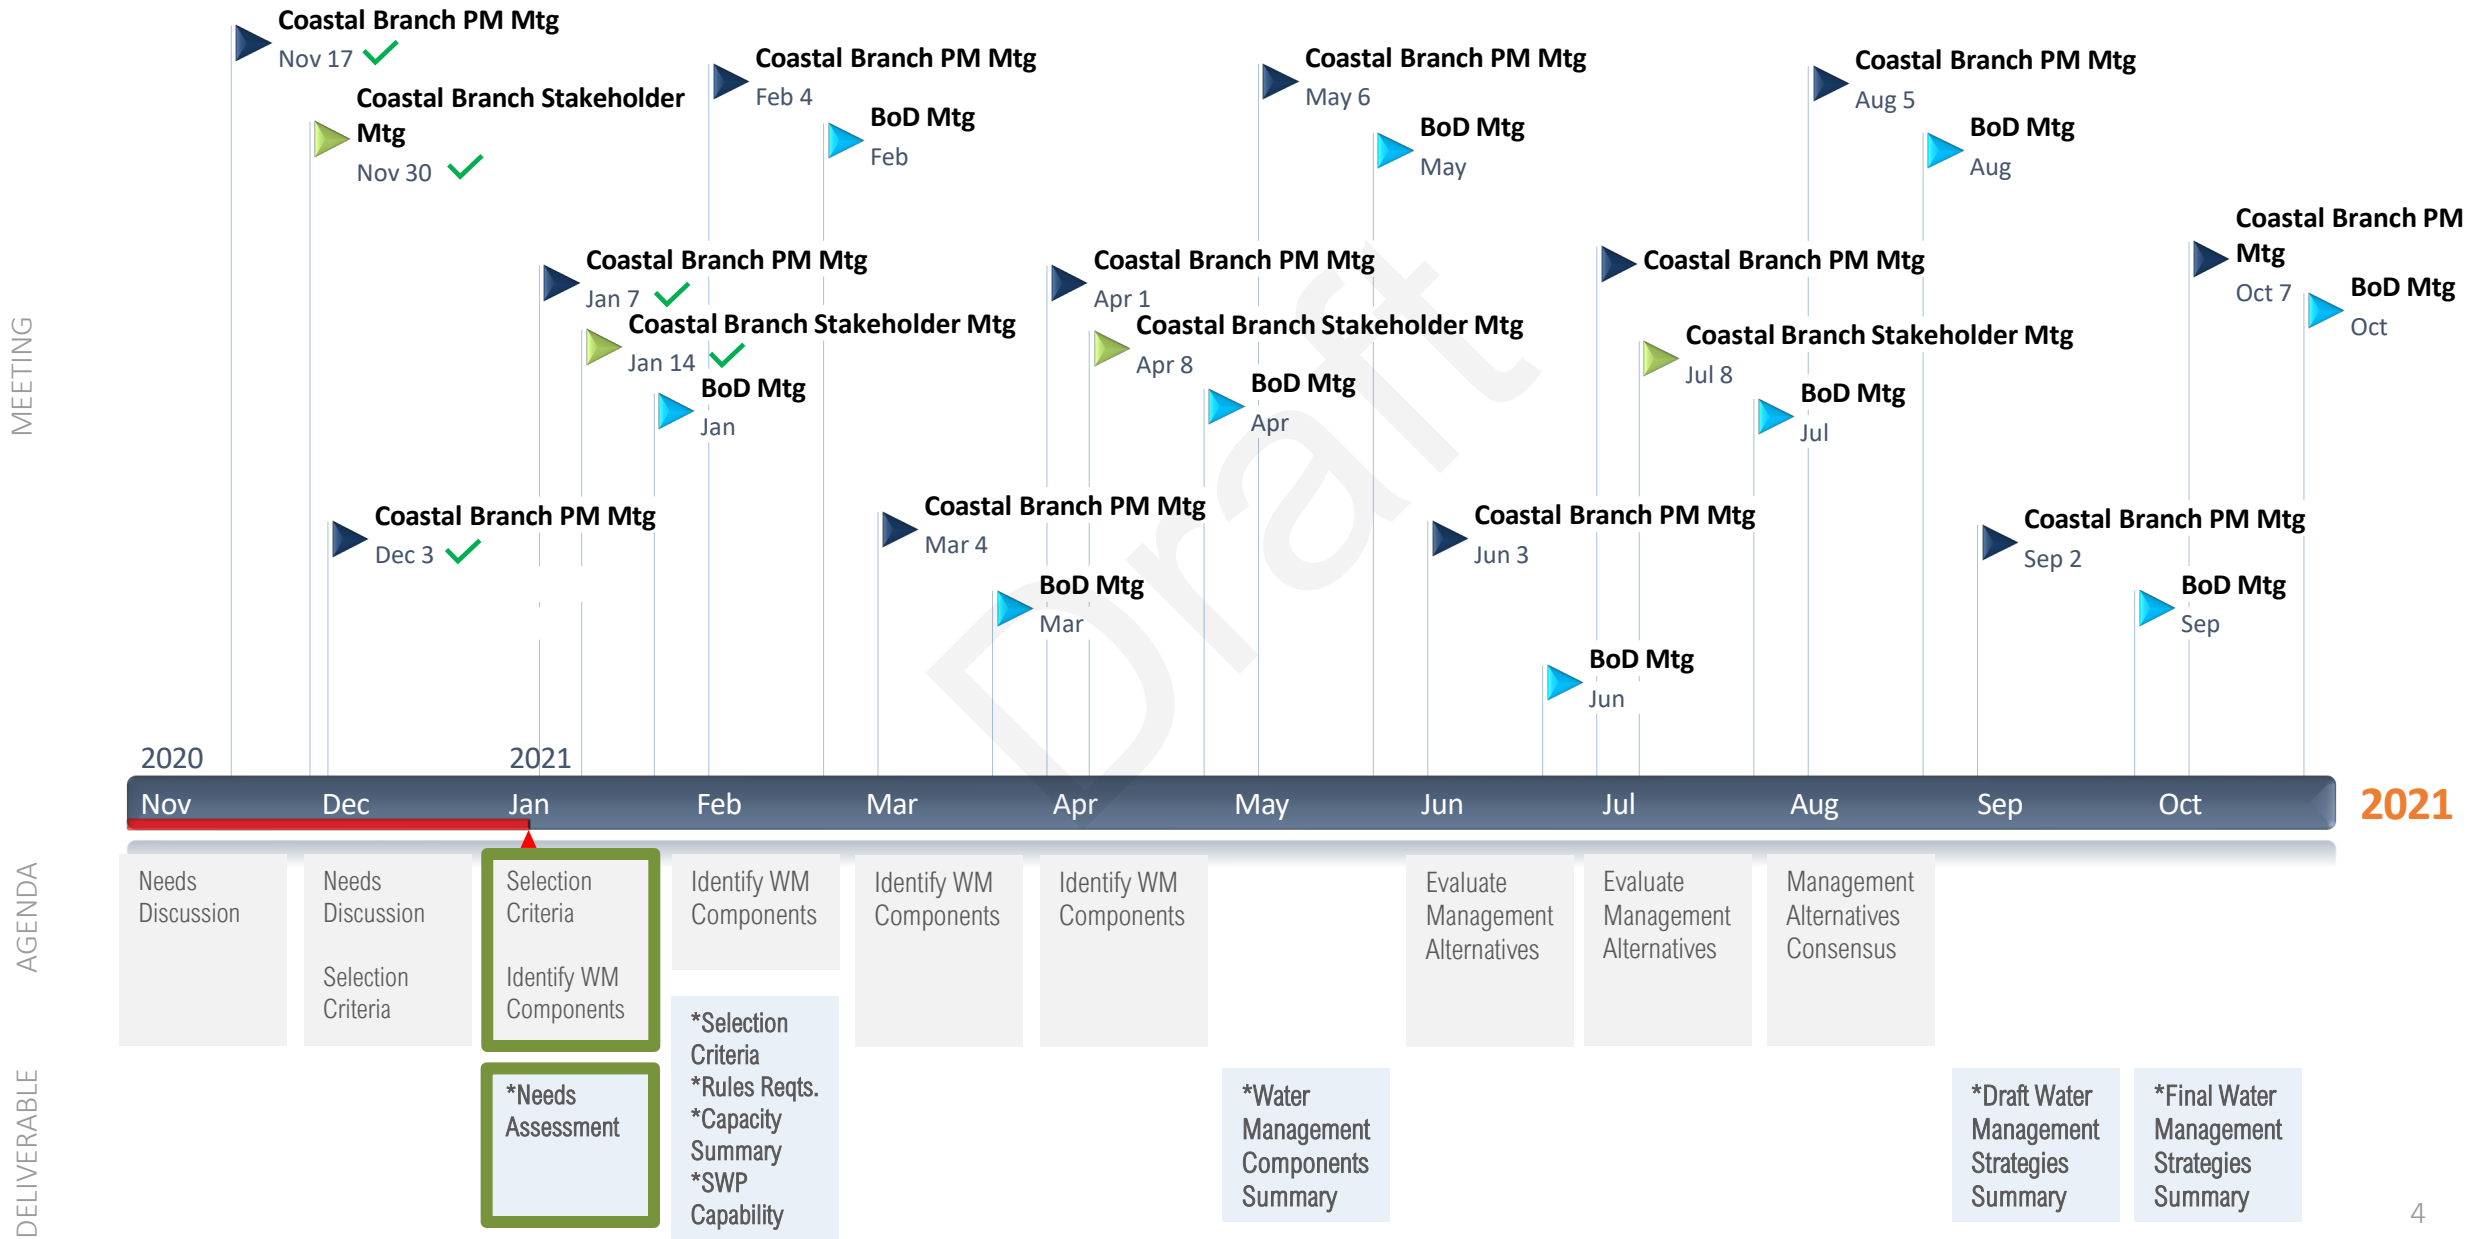 Coastal Branch PM Mtg
Nov 17
Coastal Branch Stakeholder
Mtg
Nov 30
Coastal Branch PM Mtg
Dec 3
Coastal Branch PM Mtg
Jan 7
Coastal Branch Stakeholder Mtg
Jan 14
BoD Mtg
Jan
Coastal Branch PM Mtg
Feb 4
BoD Mtg
Feb
Coastal Branch PM Mtg
Mar 4
BoD Mtg
Mar
Coastal Branch PM Mtg
Apr 1
Coastal Branch Stakeholder Mtg
Apr 8
BoD Mtg
Apr
Coastal Branch PM Mtg
May 6
BoD Mtg
May
Coastal Branch PM Mtg
Jun 3
BoD Mtg
Jun
Coastal Branch PM Mtg
Coastal Branch Stakeholder Mtg
Jul 8
BoD Mtg
Jul
Coastal Branch PM Mtg
Aug 5
BoD Mtg
Aug
Coastal Branch PM Mtg
Sep 2
BoD Mtg
Sep
Coastal Branch PM
Mtg
Oct 7
BoD Mtg
Oct
Draft
MEETING
2020
2021
Nov
Dec
Jan
Feb
Mar
Apr
May
Jun
Jul
Aug
Sep
Oct
2021
AGENDA
Needs
Discussion
Needs
Discussion
Selection
Criteria
Selection
Criteria
Identify WM
Components
Identify WM
Components
Identify WM
Components
Identify WM
Components
Evaluate
Management
Alternatives
Evaluate
Management
Alternatives
Management
Alternatives
Consensus
DELIVERABLE
*Needs
Assessment
*Selection
Criteria
*Rules Reqts.
*Capacity
Summary
*SWP
Capability
*Water
Management
Components
Summary
*Draft Water
Management
Strategies
Summary
*Final Water
Management
Strategies
Summary
4